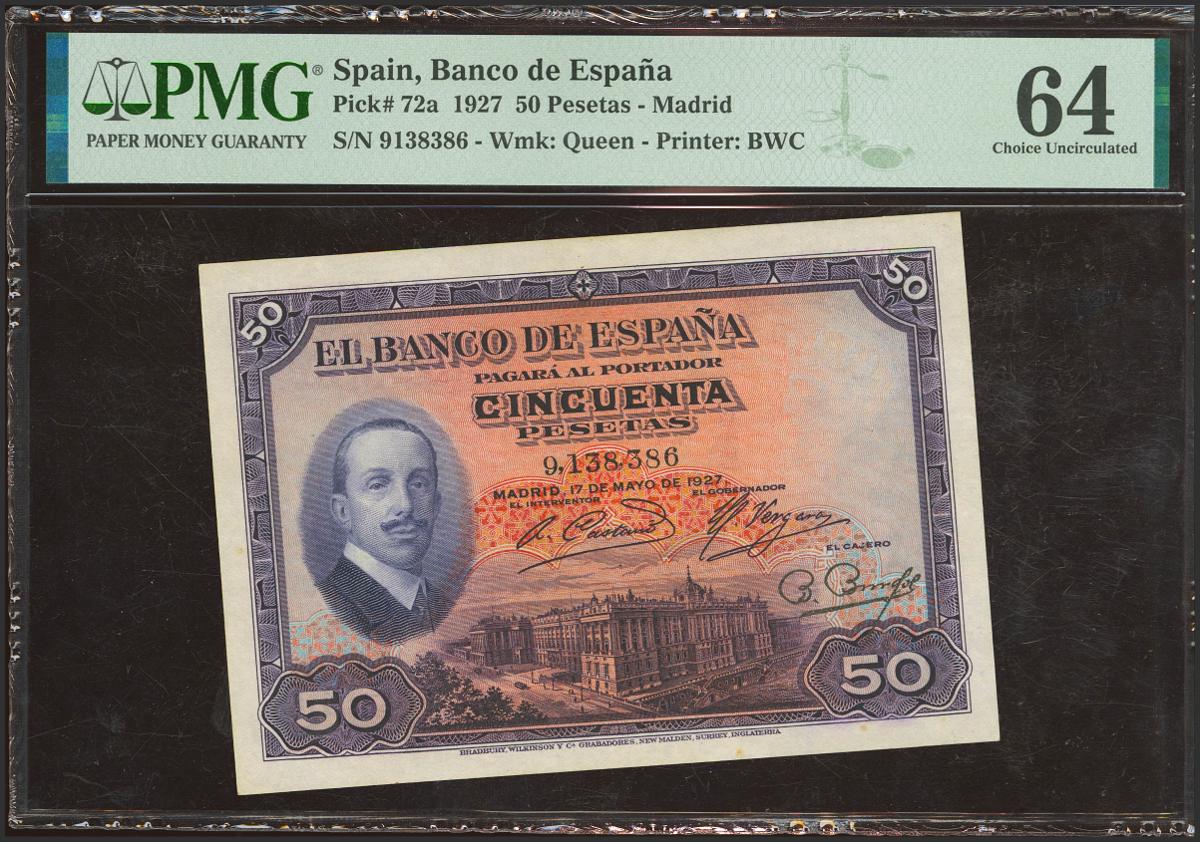 PMG®
PAPER MONEY GUARANTY
Spain, Banco de España
Pick# 72a 1927 50 Pesetas - Madrid
S/N 9138386 - Wmk: Queen - Printer: BWC
64
Choice Uncirculated
50
50
EL BANCO DE ESPAÑA
PAGARÁ AL PORTADOR
CINCUENTA
PESETAS
9,138,386
MADRID, 17 DE MAYO DE 1927
EL INTERVENTOR
EL GOBERNADOR
EL CAJERO
50
50
BRADBURY, WILKINSON Y Cª GRABADORES, NEW MALDEN, SURREY, INGLATERRA